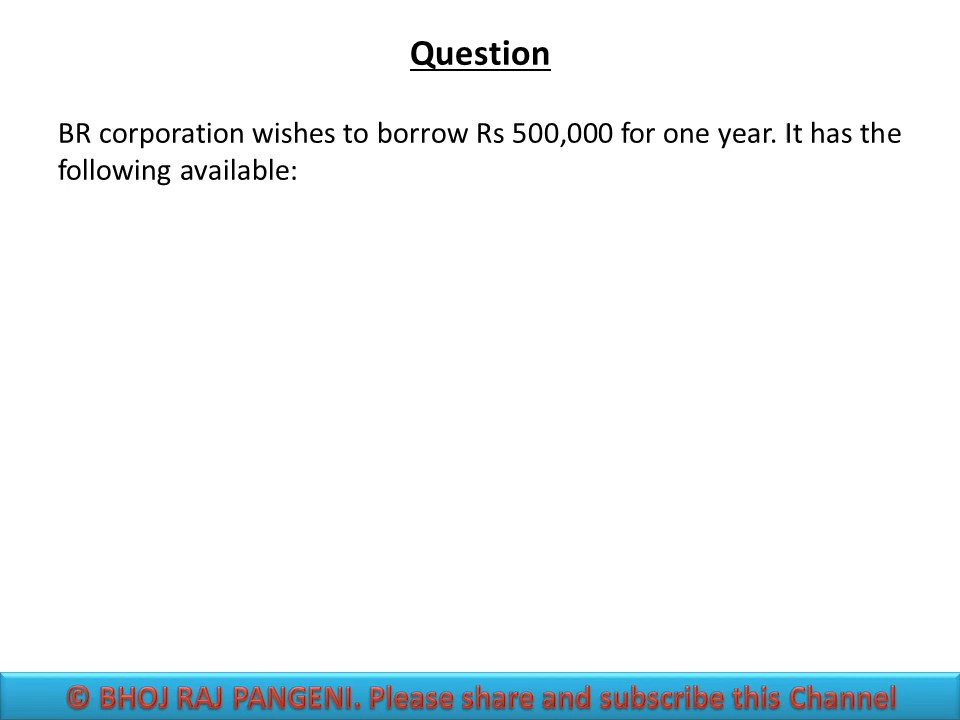 Question
BR corporation wishes to borrow Rs 500,000 for one year. It has the
following available:
© BHOJ RAJ PANGENI. Please share and subscribe this Channel